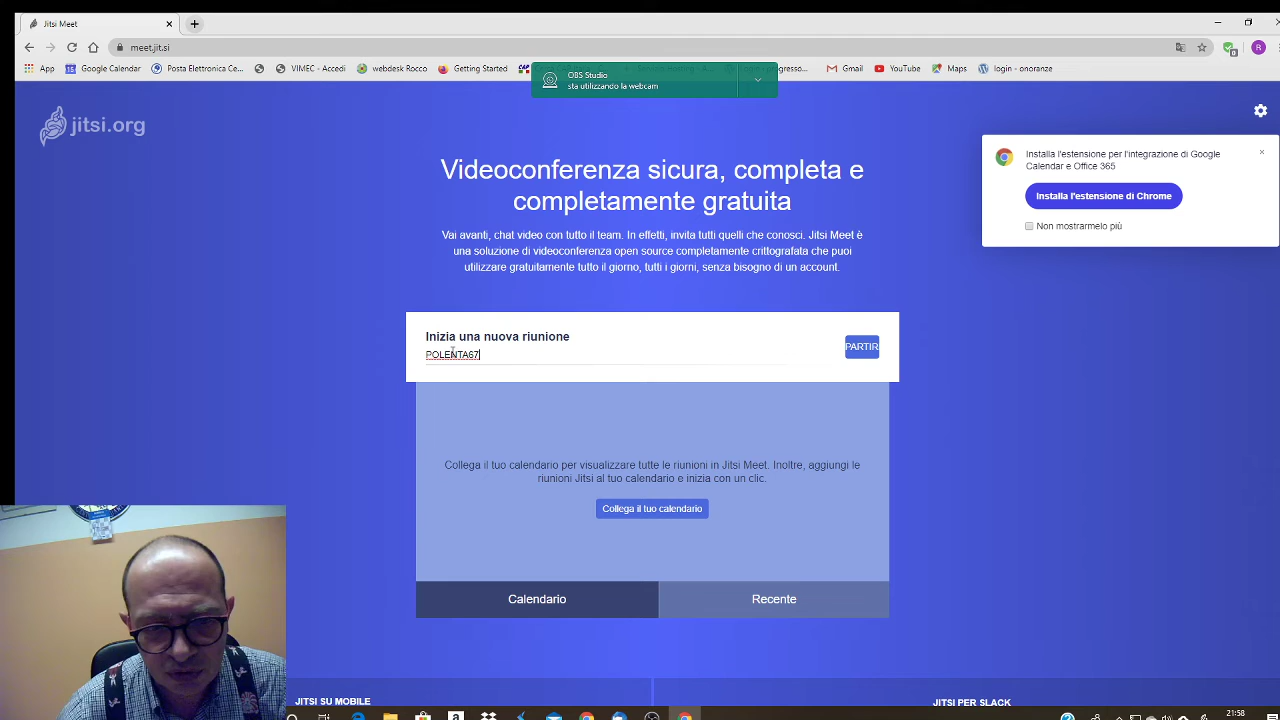 Jitsi Meet
meet.jit.si
App
Google Calendar
Posta Elettronica Ce...
VIMEC - Accedi
webdesk Rocco
Getting Started
Gmail
YouTube
Maps
login - onoranze
OBS Studio
sta utilizzando la webcam
jitsi.org
Installa l'estensione per l'integrazione di Google
Calendar e Office 365
Installa l'estensione di Chrome
Non mostrarmelo più
Videoconferenza sicura, completa e
completamente gratuita
Vai avanti, chat video con tutto il team. In effetti, invita tutti quelli che conosci. Jitsi Meet è
una soluzione di videoconferenza open source completamente crittografata che puoi
utilizzare gratuitamente tutto il giorno, tutti i giorni, senza bisogno di un account.
Inizia una nuova riunione
POLENTA67
PARTIR
Collega il tuo calendario per visualizzare tutte le riunioni in Jitsi Meet. Inoltre, aggiungi le
riunioni Jitsi al tuo calendario e inizia con un clic.
Collega il tuo calendario
Calendario
Recente
JITSI SU MOBILE
JITSI PER SLACK
21:58